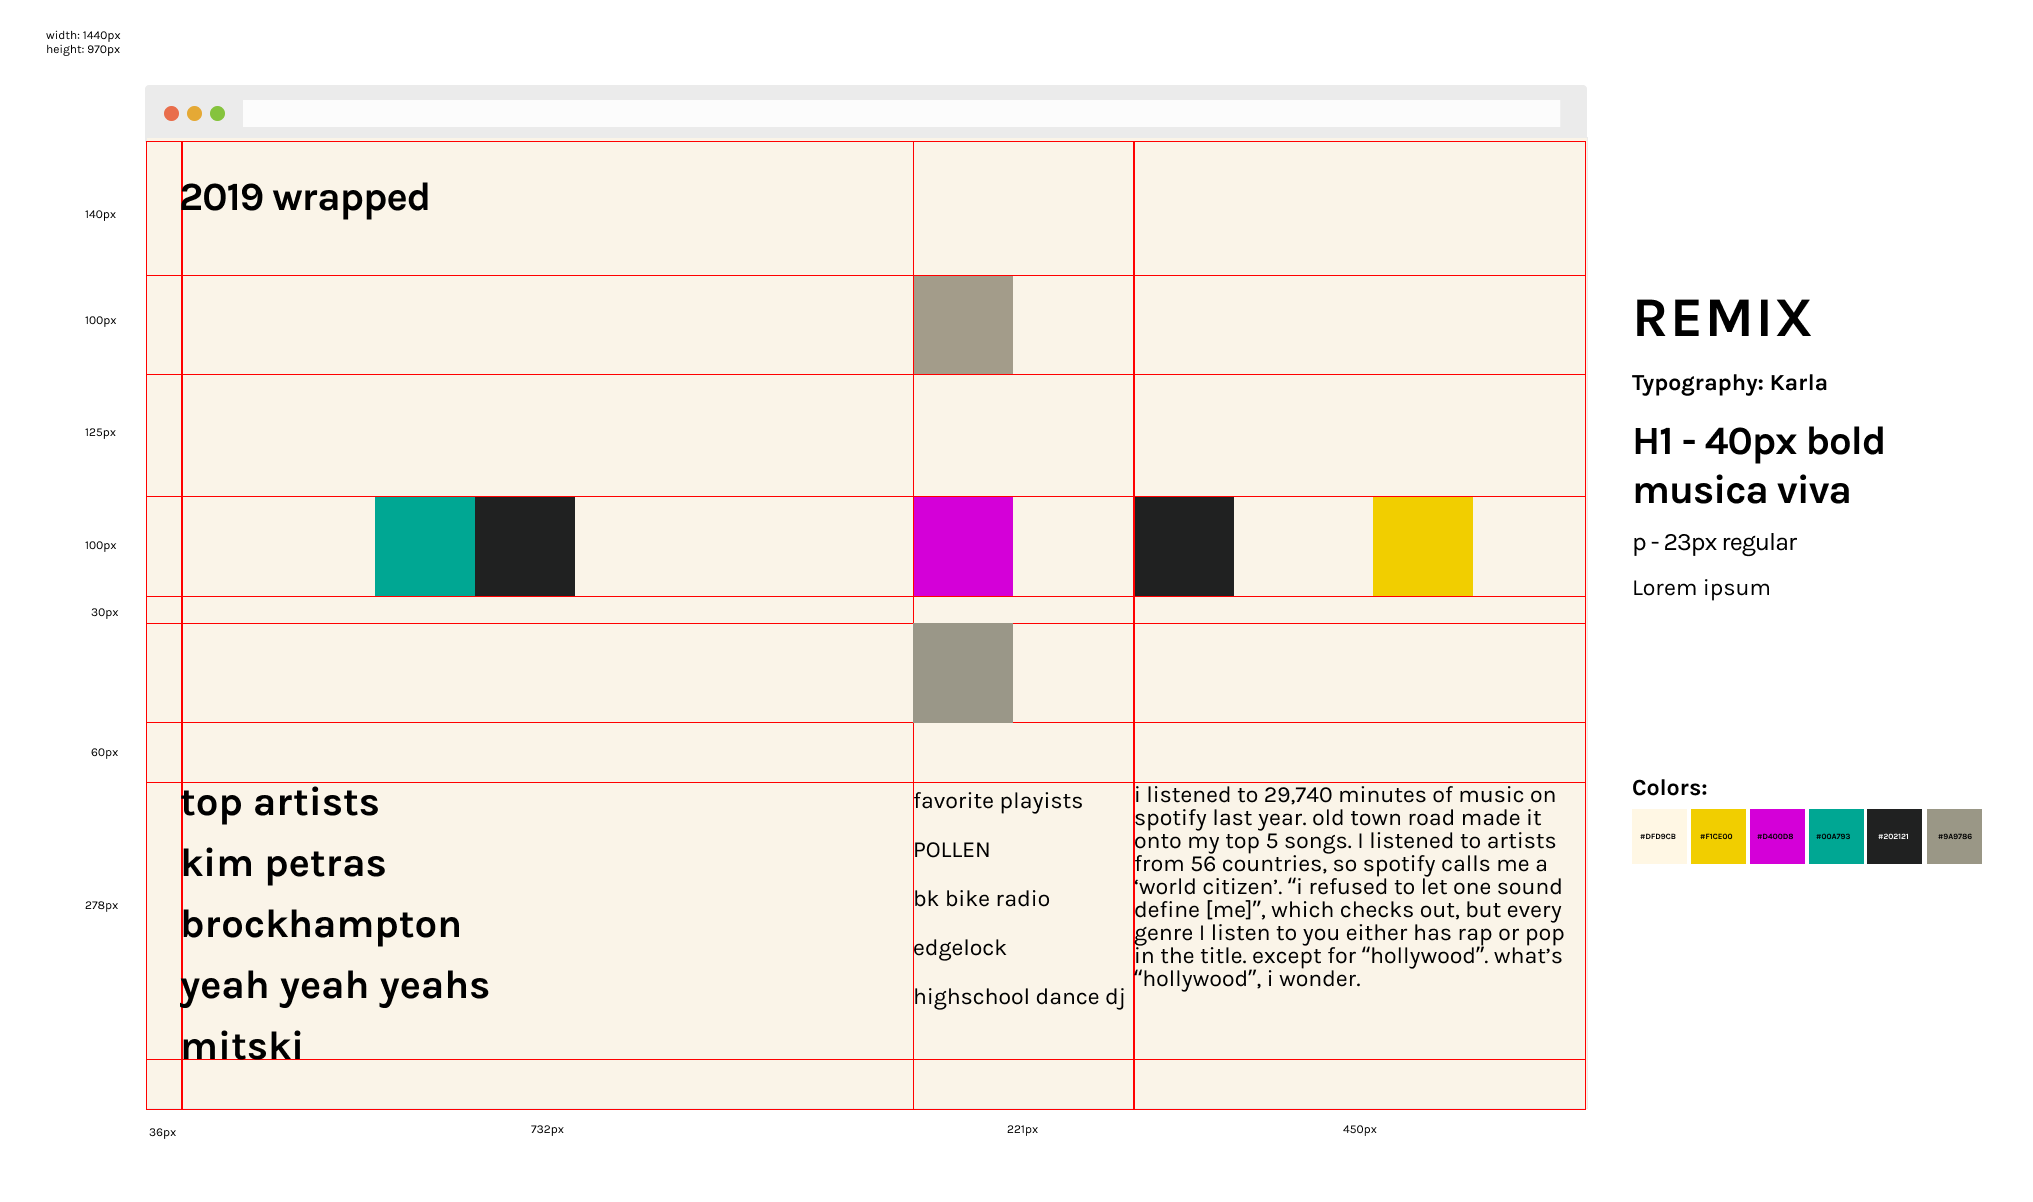 width: 1440px
height: 970px
2019 wrapped
140px
100px
125px
100px
30px
60px
278px
top artists
kim petras
brockhampton
yeah yeah yeahs
mitski
favorite playists
POLLEN
bk bike radio
edgelock
highschool dance dj
i listened to 29,740 minutes of music on
spotify last year. old town road made it
onto my top 5 songs. I listened to artists
from 56 countries, so spotify calls me a
‘world citizen’. “i refused to let one sound
define [me]”, which checks out, but every
genre I listen to you either has rap or pop
in the title. except for “hollywood”. what’s
“hollywood”, i wonder.
36px
732px
221px
450px
REMIX
Typography: Karla
H1 - 40px bold
musica viva
p - 23px regular
Lorem ipsum
Colors:
#DFD9CB #F1CE00 #D400D8 #00A793 #202121 #9A9786